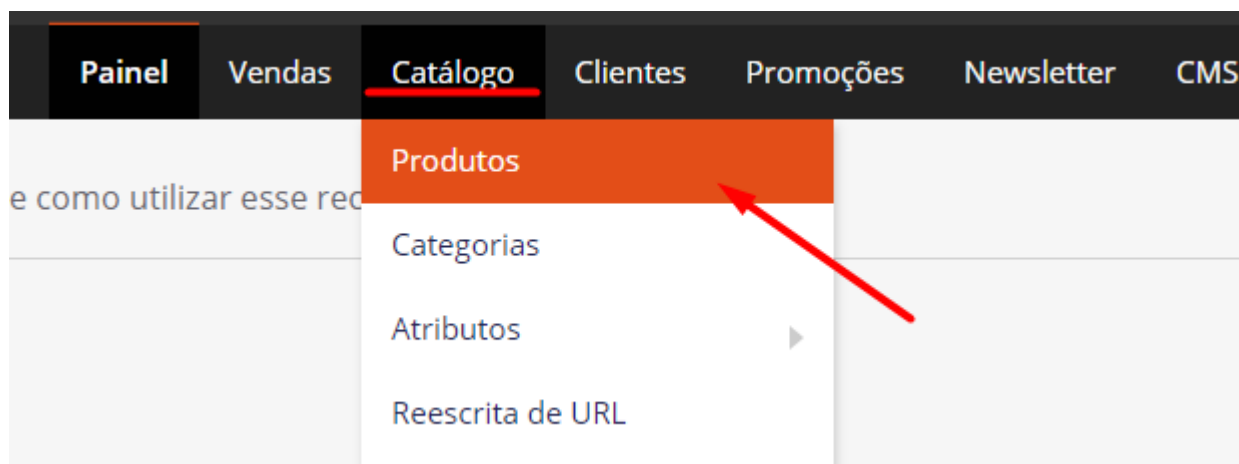 Painel Vendas Catálogo Clientes Promoções Newsletter CMS
Produtos
e como utilizar esse rec
Categorias
Atributos
Reescrita de URL